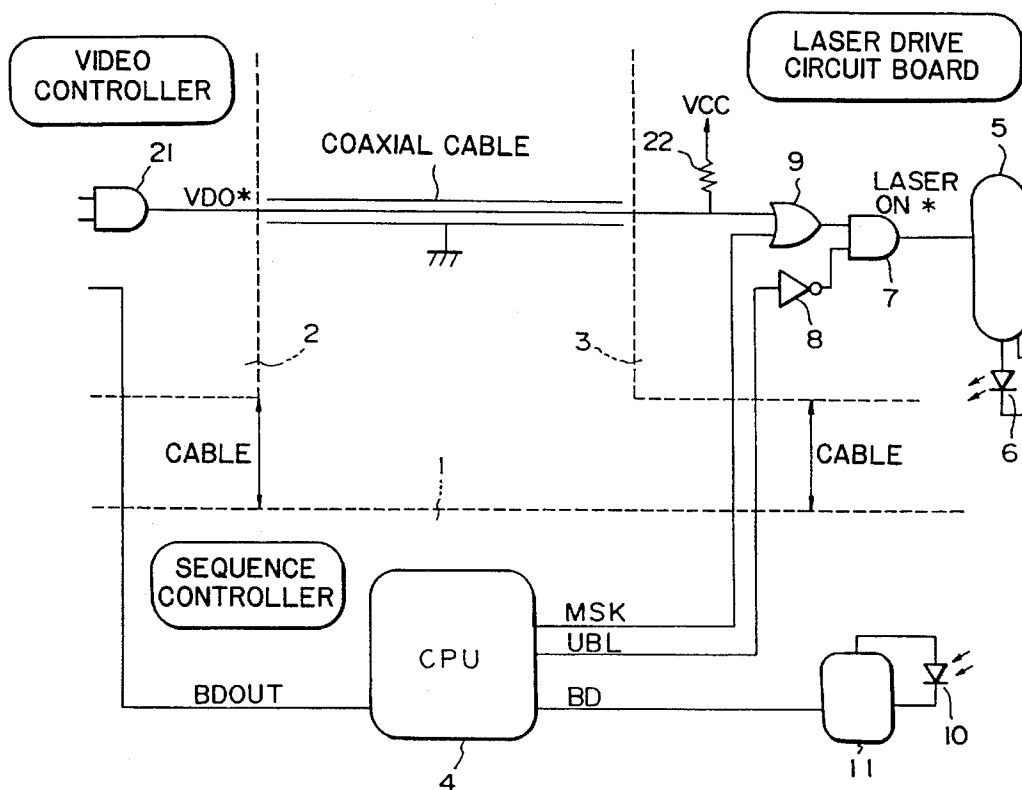 VIDEO
CONTROLLER
LASER DRIVE
CIRCUIT BOARD
VCC
5
COAXIAL CABLE
22
21
9
LASER
ON *
VDO*
7
8
2
3
6
CABLE
CABLE
1
SEQUENCE
CONTROLLER
MSK
UBL
CPU
BDOUT
BD
10
11
4